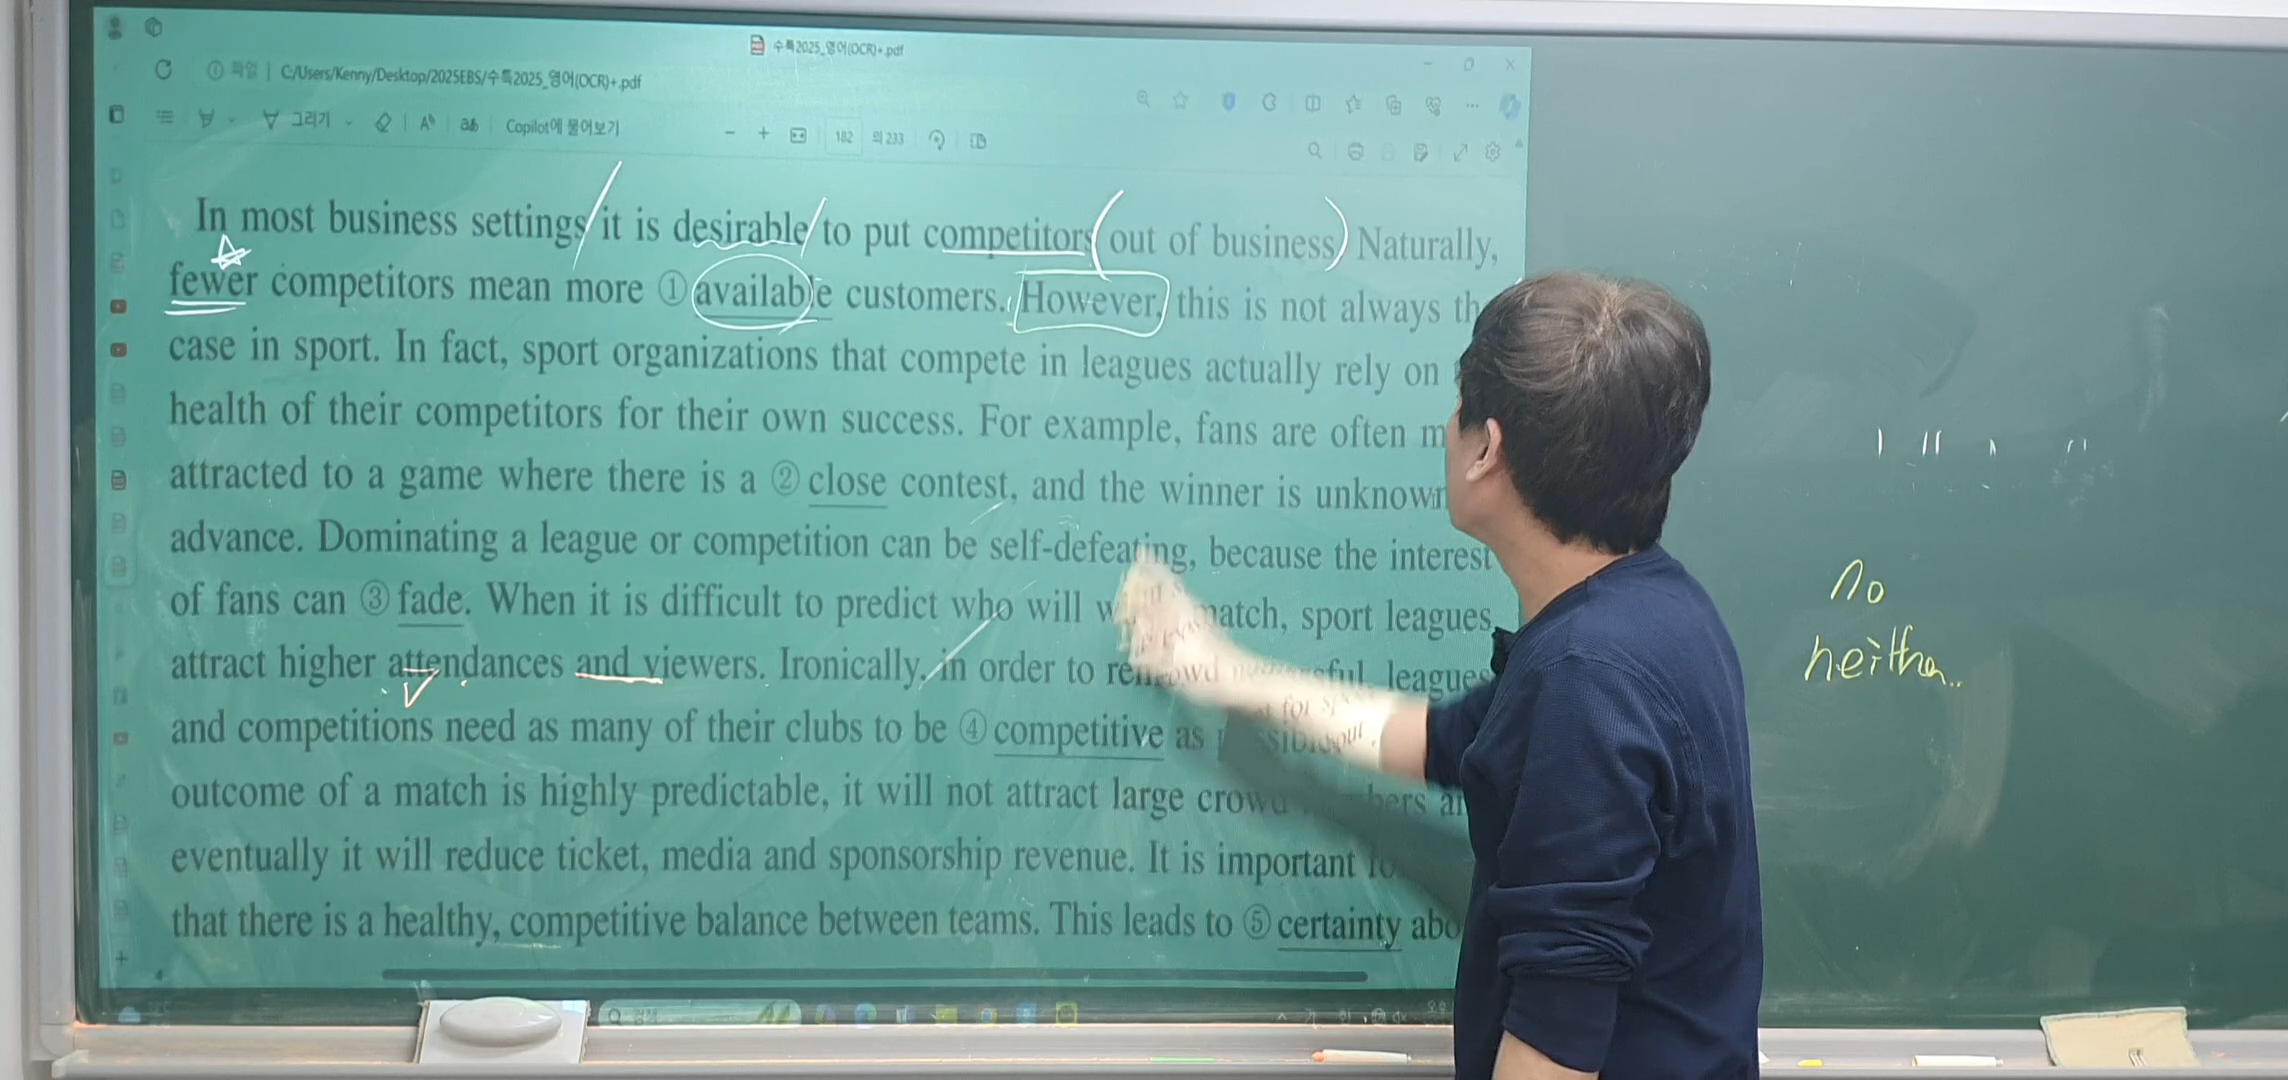 수특2025_영어(OCR)+.pdf
파일 | C:/Users/Kenny/Desktop/2025EBS/수특2025_영어(OCR)+.pdf
그리기 Copilot에 물어보기 182 의 233
In most business settings it is desirable to put competitors out of business Naturally,
fewer competitors mean more ① available customers. However, this is not always
case in sport. In fact, sport organizations that compete in leagues actually rely on
health of their competitors for their own success. For example, fans are often
attracted to a game where there is a ② close contest, and the winner is unknown
advance. Dominating a league or competition can be self-defeating, because the interest
of fans can ③ fade. When it is difficult to predict who will match, sport leagues
attract higher attendances and viewers. Ironically, in order to leagues
and competitions need as many of their clubs to be ④ competitive as
outcome of a match is highly predictable, it will not attract large
eventually it will reduce ticket, media and sponsorship revenue. It is important
that there is a healthy, competitive balance between teams. This leads to ⑤ certainty
no
neither..